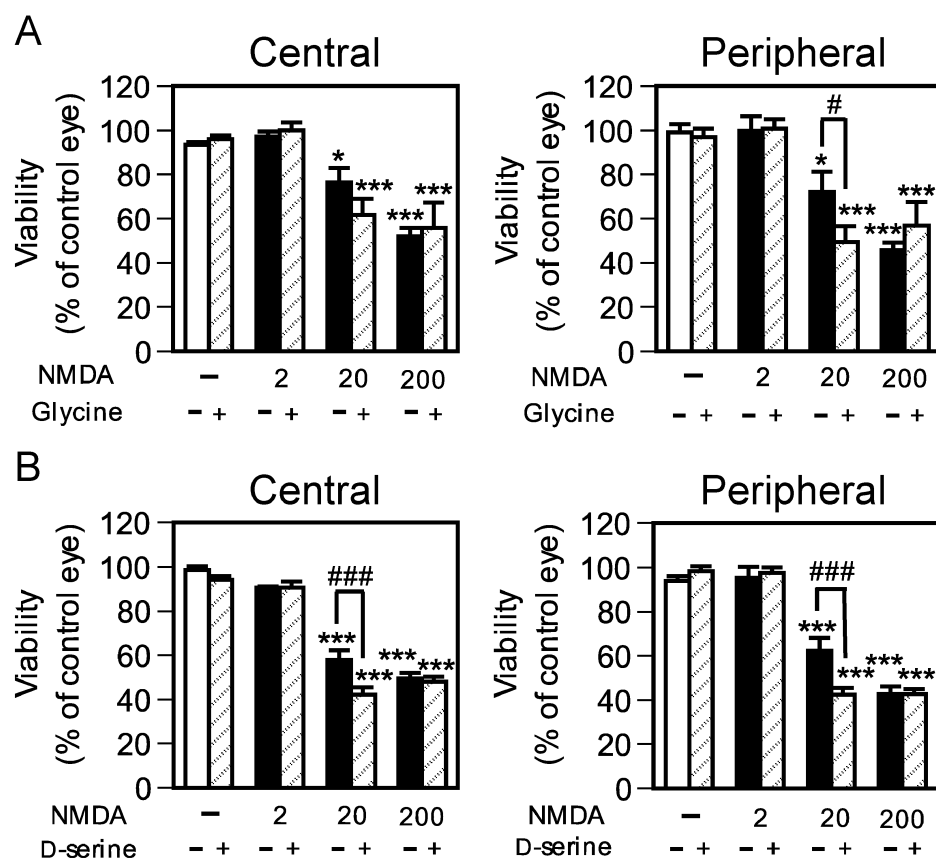 A
Central
Peripheral
Viability
(% of control eye)
120
100
80
60
40
20
0
* *** *** ***
NMDA – 2 20 200
Glycine – + – + – + – +
Viability
(% of control eye)
120
100
80
60
40
20
0
#
* *** *** ***
NMDA – 2 20 200
Glycine – + – + – + – +
B
Central
Peripheral
Viability
(% of control eye)
120
100
80
60
40
20
0
###
*** *** *** ***
NMDA – 2 20 200
D-serine – + – + – + – +
Viability
(% of control eye)
120
100
80
60
40
20
0
###
*** *** *** ***
NMDA – 2 20 200
D-serine – + – + – + – +